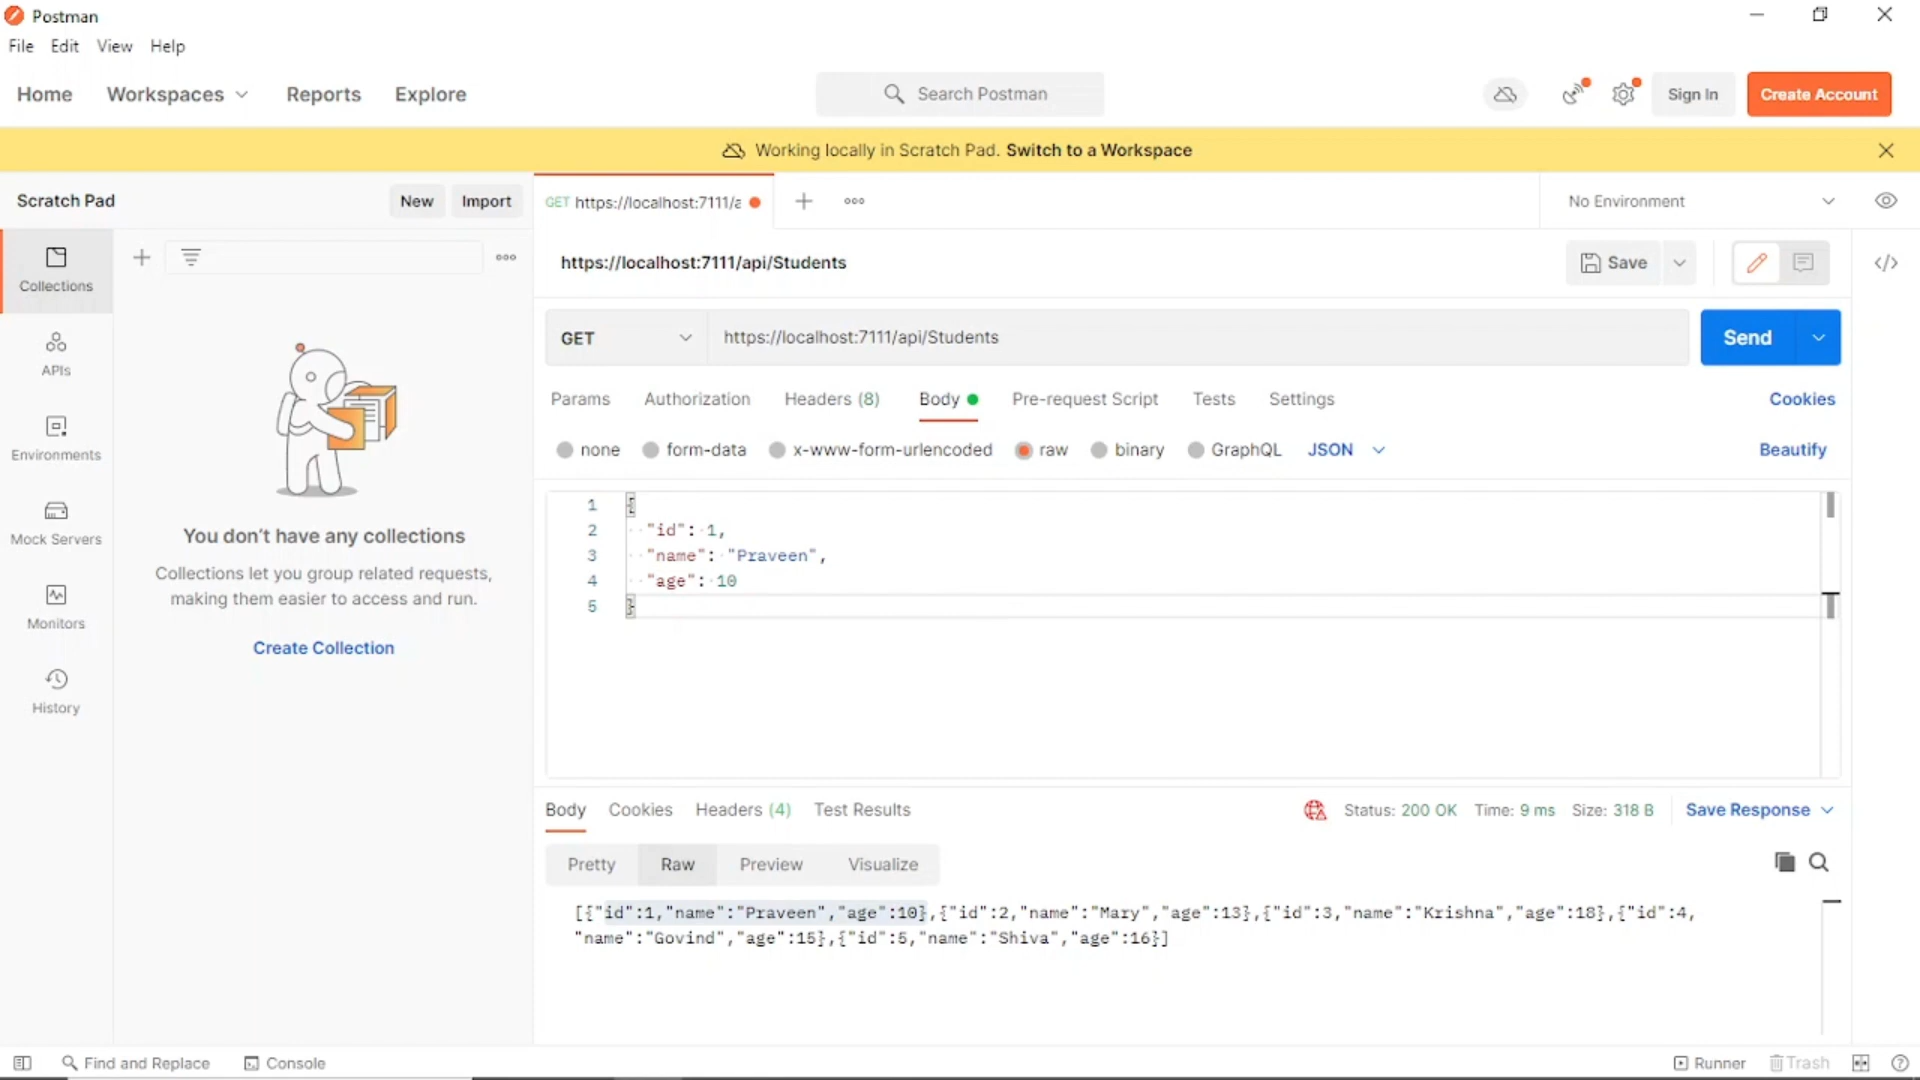 Postman
File Edit View Help
Home Workspaces Reports Explore Search Postman Sign In Create Account
Working locally in Scratch Pad. Switch to a Workspace
Scratch Pad New Import GET https://localhost:7111/a No Environment
https://localhost:7111/api/Students Save
Collections
GET https://localhost:7111/api/Students Send
APIs
Params Authorization Headers (8) Body Pre-request Script Tests Settings Cookies
none form-data x-www-form-urlencoded raw binary GraphQL JSON Beautify
Environments
1 {
2 "id": 1,
3 "name": "Praveen",
4 "age": 10
5 }
Mock Servers
You don't have any collections
Collections let you group related requests,
making them easier to access and run.
Monitors
Create Collection
History
Body Cookies Headers (4) Test Results Status: 200 OK Time: 9 ms Size: 318 B Save Response
Pretty Raw Preview Visualize
[{"id":1,"name":"Praveen","age":10},{"id":2,"name":"Mary","age":13},{"id":3,"name":"Krishna","age":18},{"id":4,
"name":"Govind","age":15},{"id":5,"name":"Shiva","age":16}]
Find and Replace Console Runner Trash